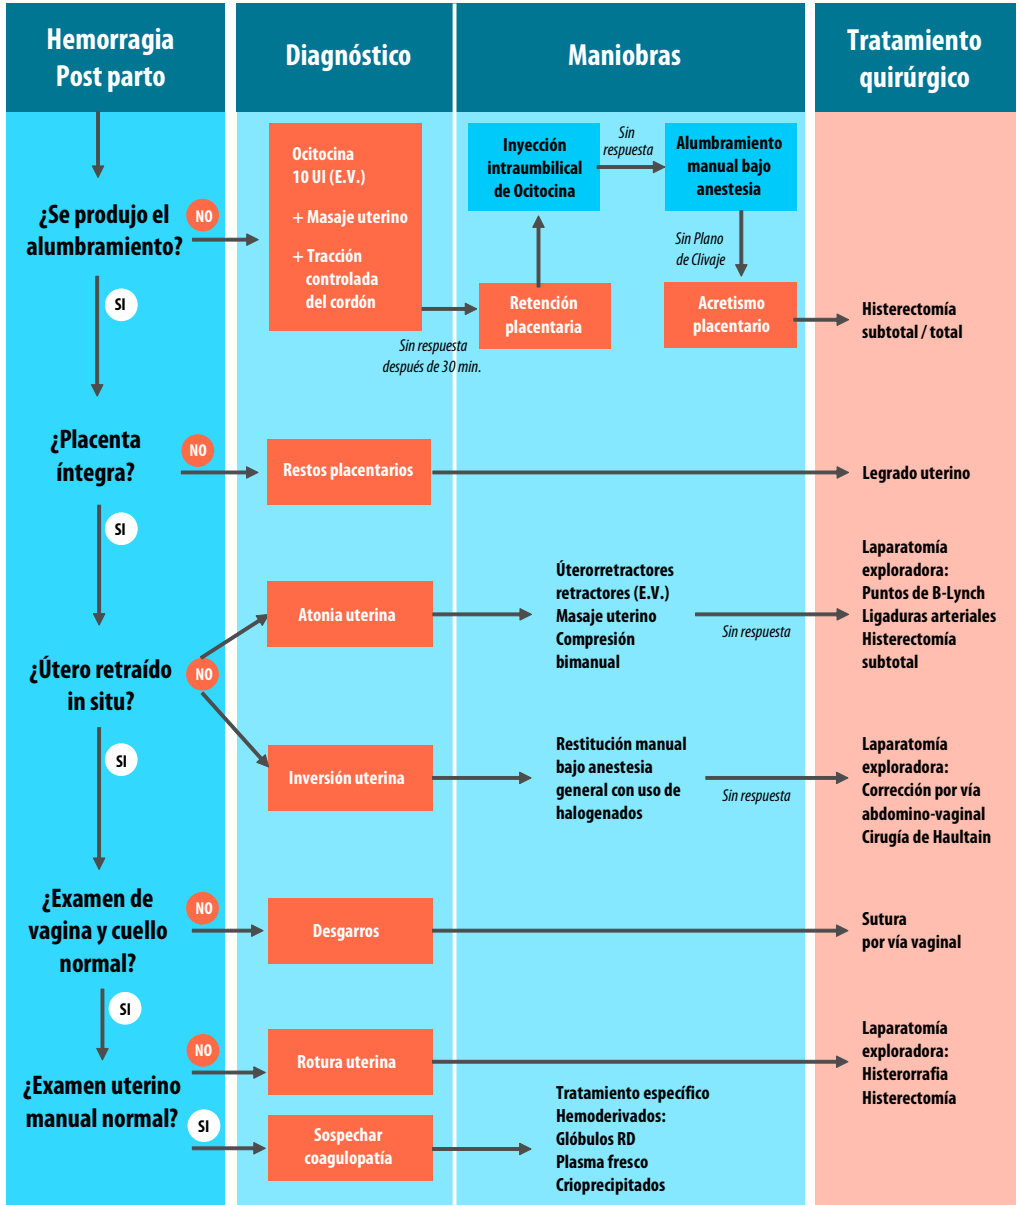 Hemorragia
Post parto
Diagnóstico
Maniobras
Tratamiento
quirúrgico
¿Se produjo el
alumbramiento?
NO
SI
Ocitocina
10 UI (E.V.)
+ Masaje uterino
+ Tracción
controlada
del cordón
Sin respuesta
después de 30 min.
Retención
placentaria
Inyección
intraumbilical
de Ocitocina
Sin
respuesta
Alumbramiento
manual bajo
anestesia
Sin Plano
de Clivaje
Acretismo
placentario
Histerectomía
subtotal / total
¿Placenta
íntegra?
NO
SI
Restos placentarios
Legrado uterino
¿Útero retraído
in situ?
NO
SI
Atonia uterina
Úterorretractores
retractores (E.V.)
Masaje uterino
Compresión
bimanual
Sin respuesta
Laparatomía
exploradora:
Puntos de B-Lynch
Ligaduras arteriales
Histerectomía
subtotal
Inversión uterina
Restitución manual
bajo anestesia
general con uso de
halogenados
Sin respuesta
Laparatomía
exploradora:
Corrección por vía
abdomino-vaginal
Cirugía de Haultain
¿Examen de
vagina y cuello
normal?
NO
SI
Desgarros
Sutura
por vía vaginal
¿Examen uterino
manual normal?
NO
Rotura uterina
Laparatomía
exploradora:
Histerorrafia
Histerectomía
SI
Sospechar
coagulopatía
Tratamiento específico
Hemoderivados:
Glóbulos RD
Plasma fresco
Crioprecipitados